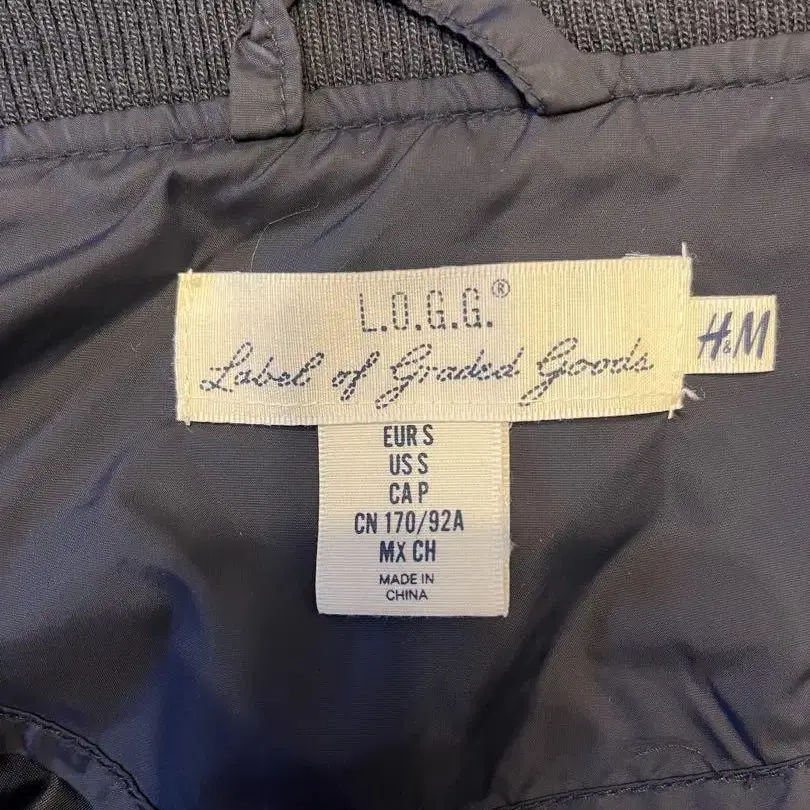 L.O.G.G.®
Label of Graded Goods
H&M
EUR S
US S
CA P
CN 170/92A
MX CH
MADE IN
CHINA